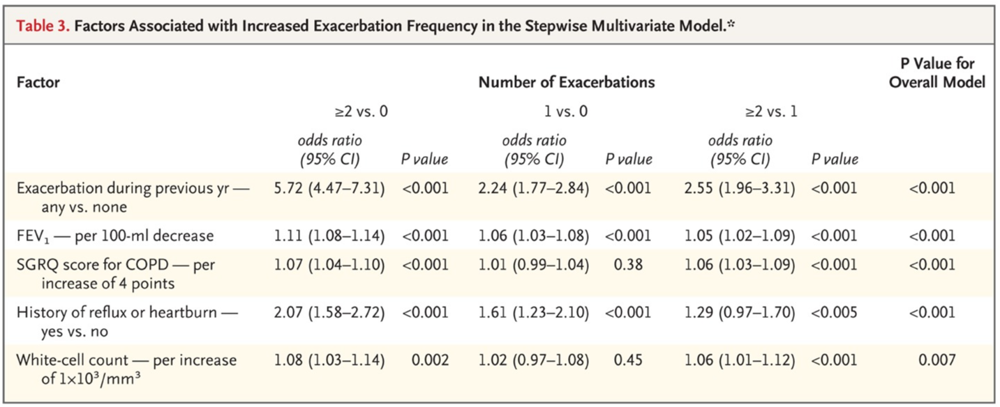 Table 3. Factors Associated with Increased Exacerbation Frequency in the Stepwise Multivariate Model.*
Factor Number of Exacerbations P Value for Overall Model
≥2 vs. 0 1 vs. 0 ≥2 vs. 1
odds ratio (95% CI) P value odds ratio (95% CI) P value odds ratio (95% CI) P value
Exacerbation during previous yr — 5.72 (4.47–7.31) <0.001 2.24 (1.77–2.84) <0.001 2.55 (1.96–3.31) <0.001 <0.001
any vs. none
FEV₁ — per 100-ml decrease 1.11 (1.08–1.14) <0.001 1.06 (1.03–1.08) <0.001 1.05 (1.02–1.09) <0.001 <0.001
SGRQ score for COPD — per 1.07 (1.04–1.10) <0.001 1.01 (0.99–1.04) 0.38 1.06 (1.03–1.09) <0.001 <0.001
increase of 4 points
History of reflux or heartburn — 2.07 (1.58–2.72) <0.001 1.61 (1.23–2.10) <0.001 1.29 (0.97–1.70) <0.005 <0.001
yes vs. no
White-cell count — per increase 1.08 (1.03–1.14) 0.002 1.02 (0.97–1.08) 0.45 1.06 (1.01–1.12) <0.001 0.007
of 1×10³/mm³